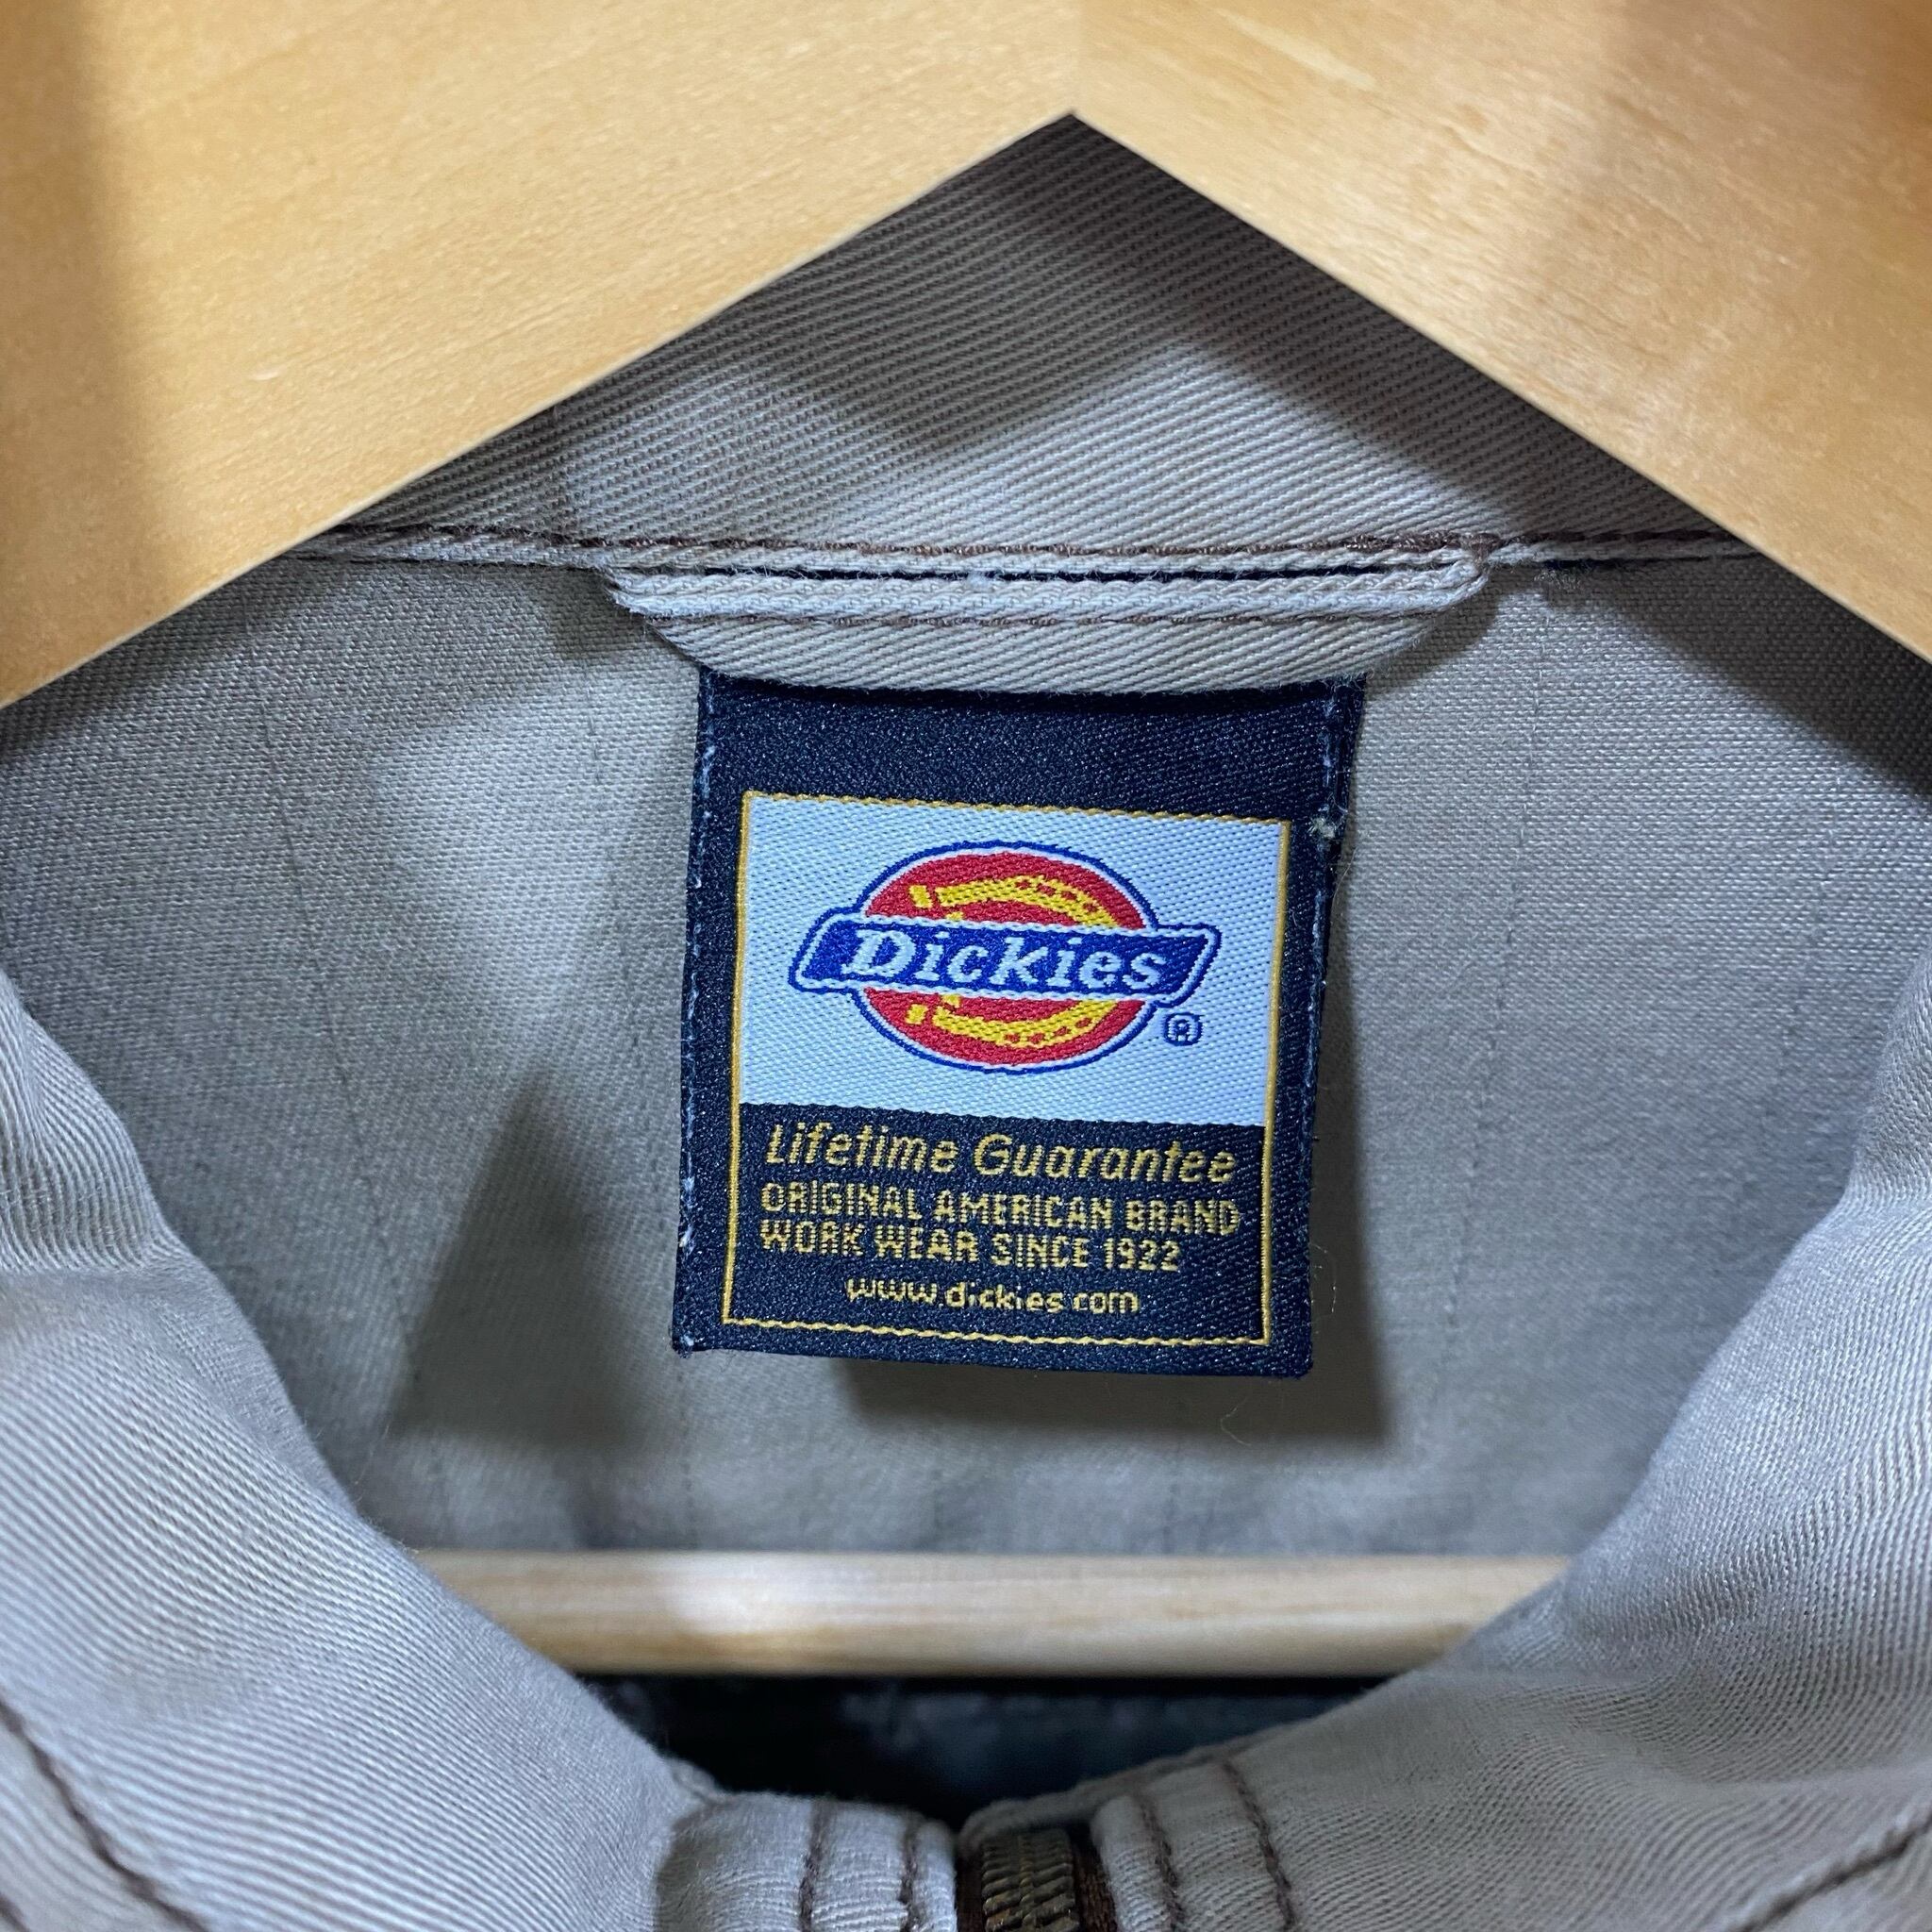 Dickies
®
Lifetime Guarantee
ORIGINAL AMERICAN BRAND
WORK WEAR SINCE 1922
www.dickies.com